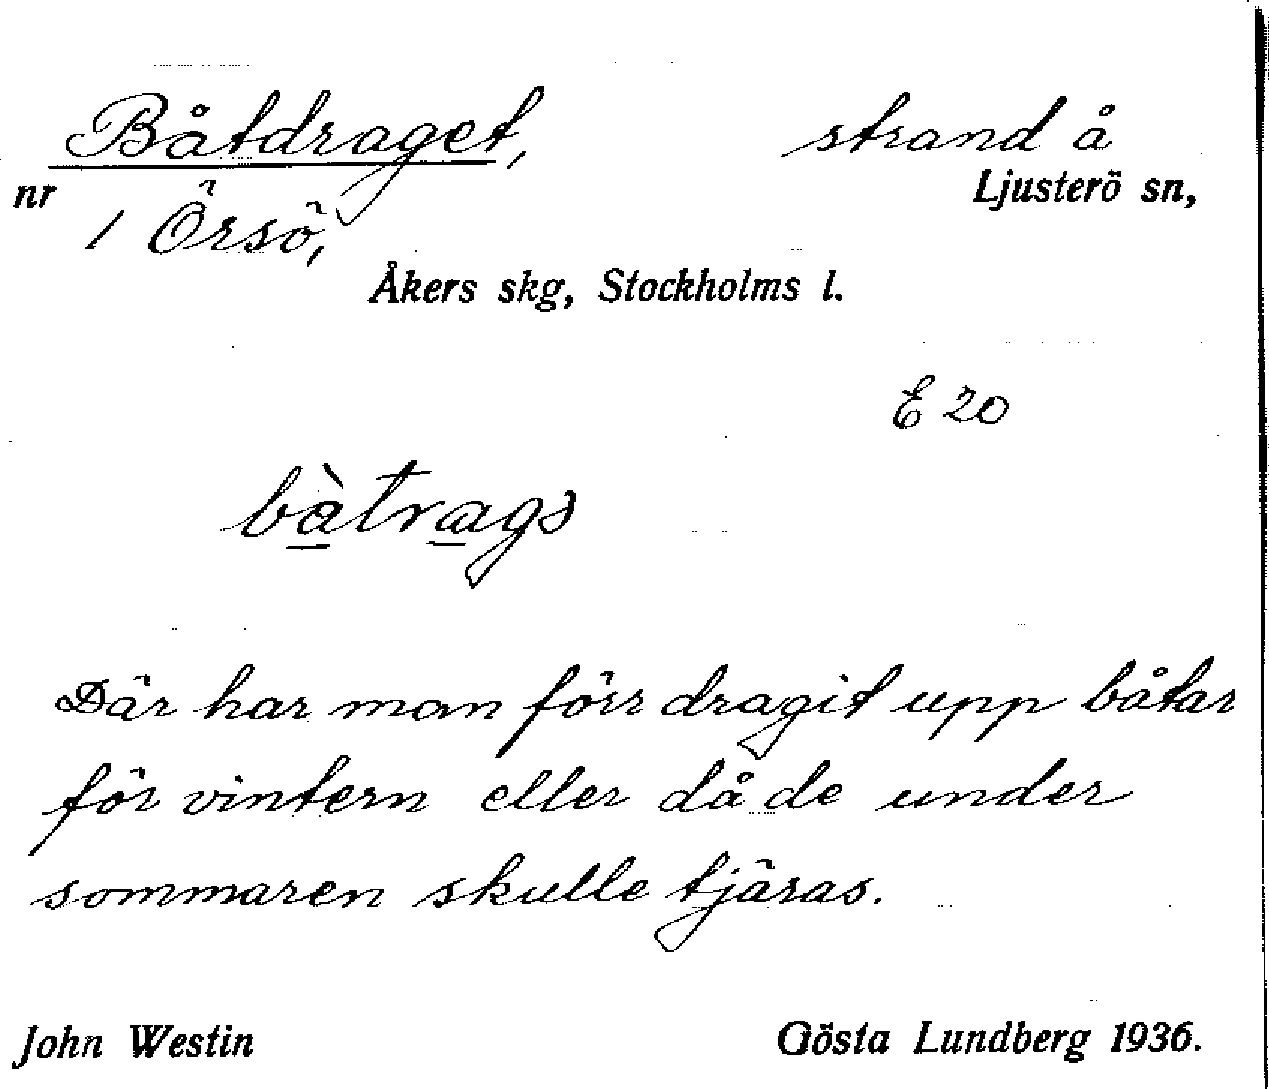 Båtdraget, strand å
nr Ljusterö sn,
1 Örsö,
Åkers skg, Stockholms l.
E 20
bàtrags
Där har man förr dragit upp båtar
för vintern eller då de under
sommaren skulle tjäras.
John Westin Gösta Lundberg 1936.